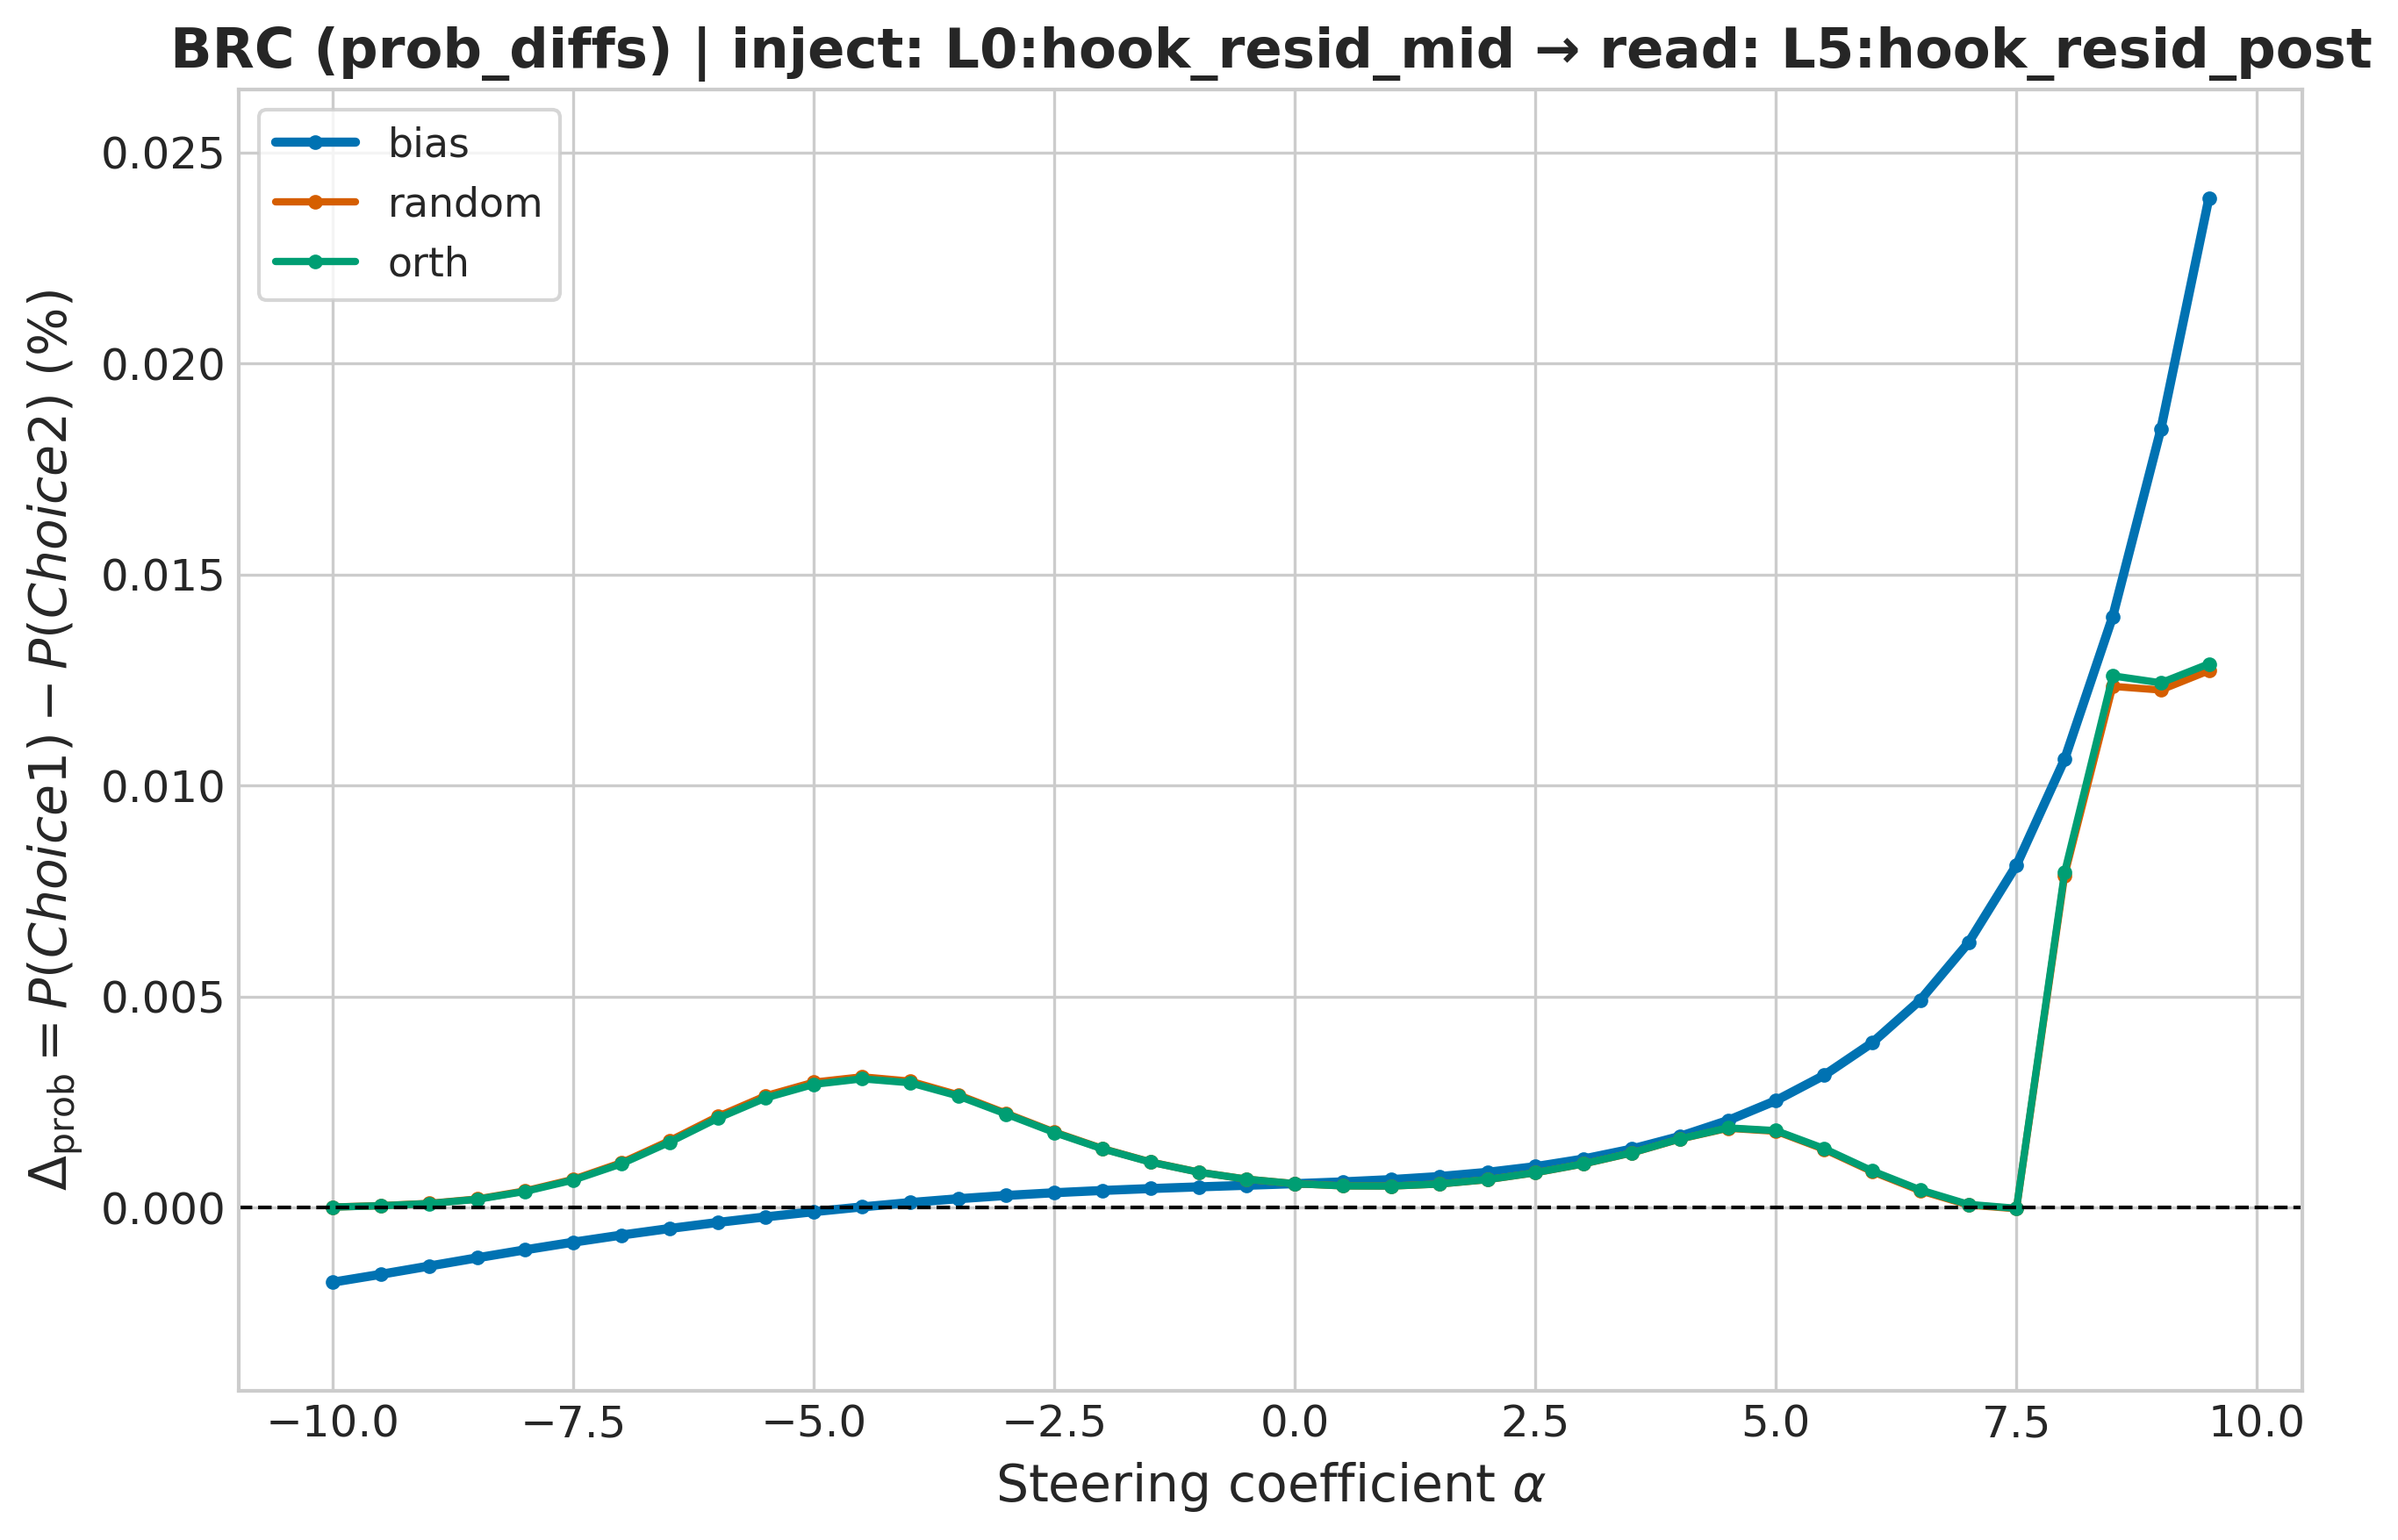 BRC (prob_diffs) | inject: L0:hook_resid_mid → read: L5:hook_resid_post
bias
random
orth
Δprob = P(Choice1) − P(Choice2) (%)
0.025
0.020
0.015
0.010
0.005
0.000
−10.0 −7.5 −5.0 −2.5 0.0 2.5 5.0 7.5 10.0
Steering coefficient α